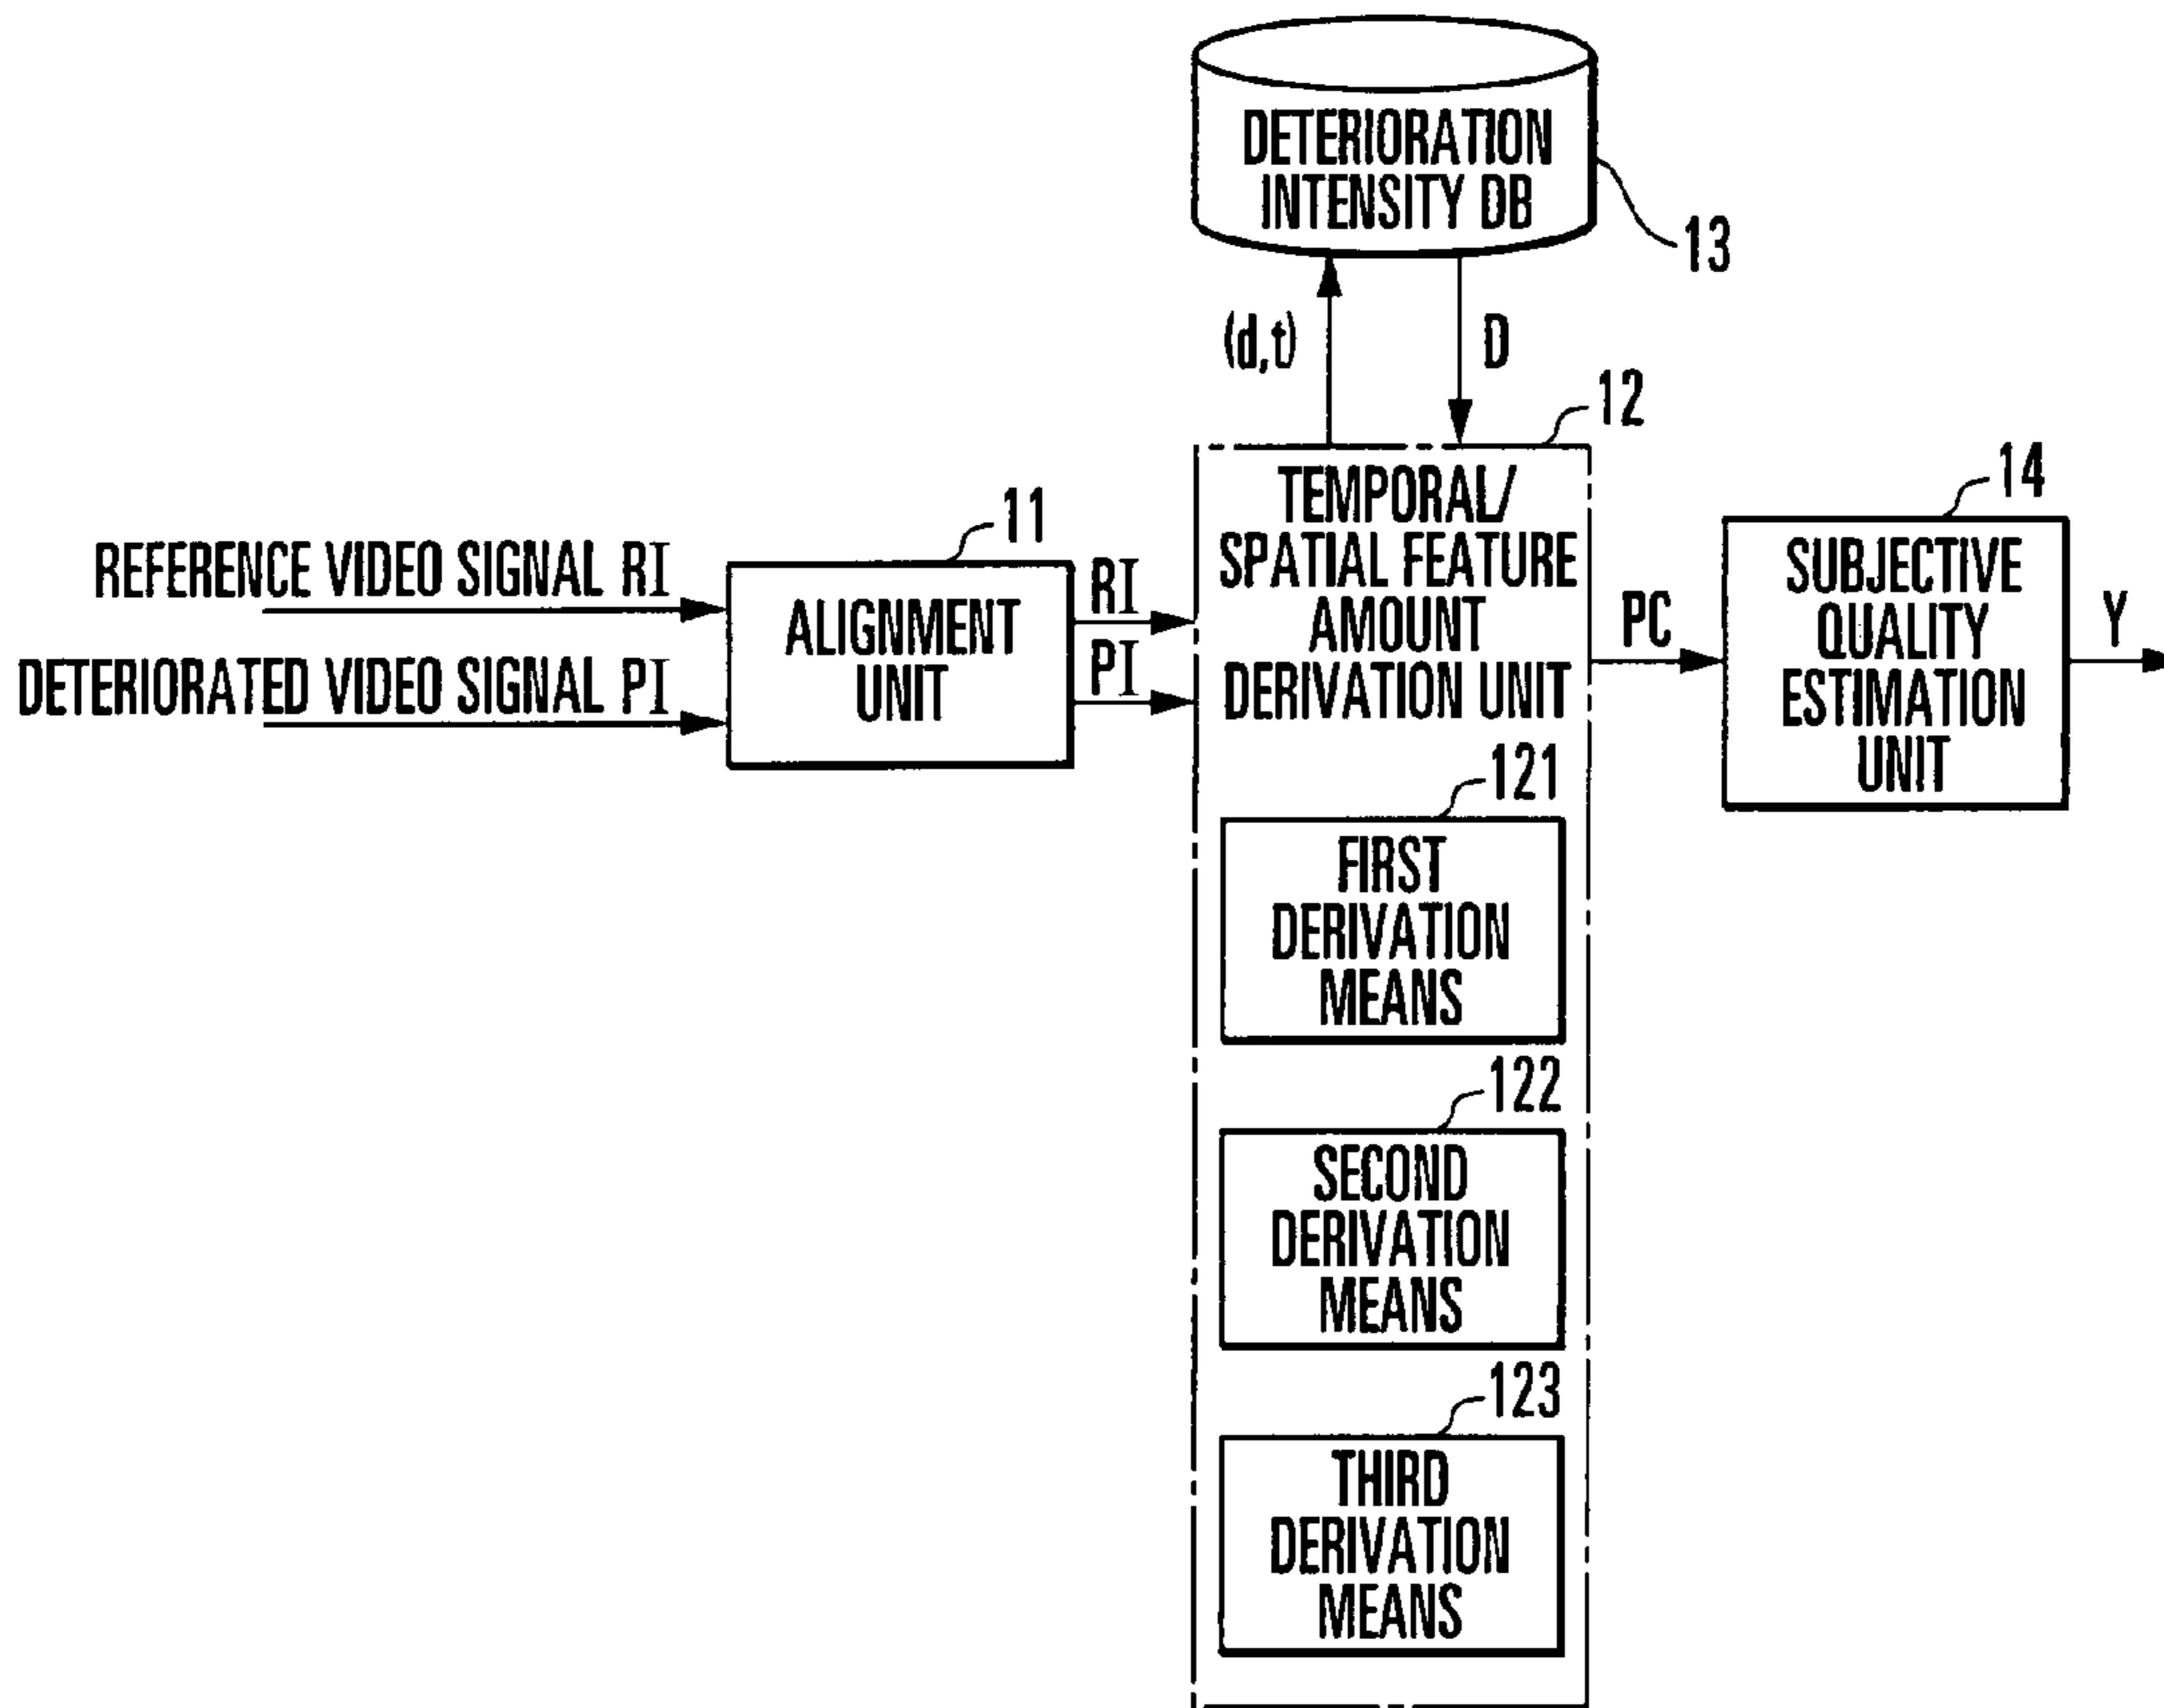 DETERIORATION
INTENSITY DB
13
(d,t)
D
12
TEMPORAL/
SPATIAL FEATURE
AMOUNT
DERIVATION UNIT
11
REFERENCE VIDEO SIGNAL RI
DETERIORATED VIDEO SIGNAL PI
ALIGNMENT
UNIT
RI
PI
PC
14
SUBJECTIVE
QUALITY
ESTIMATION
UNIT
Y
121
FIRST
DERIVATION
MEANS
122
SECOND
DERIVATION
MEANS
123
THIRD
DERIVATION
MEANS